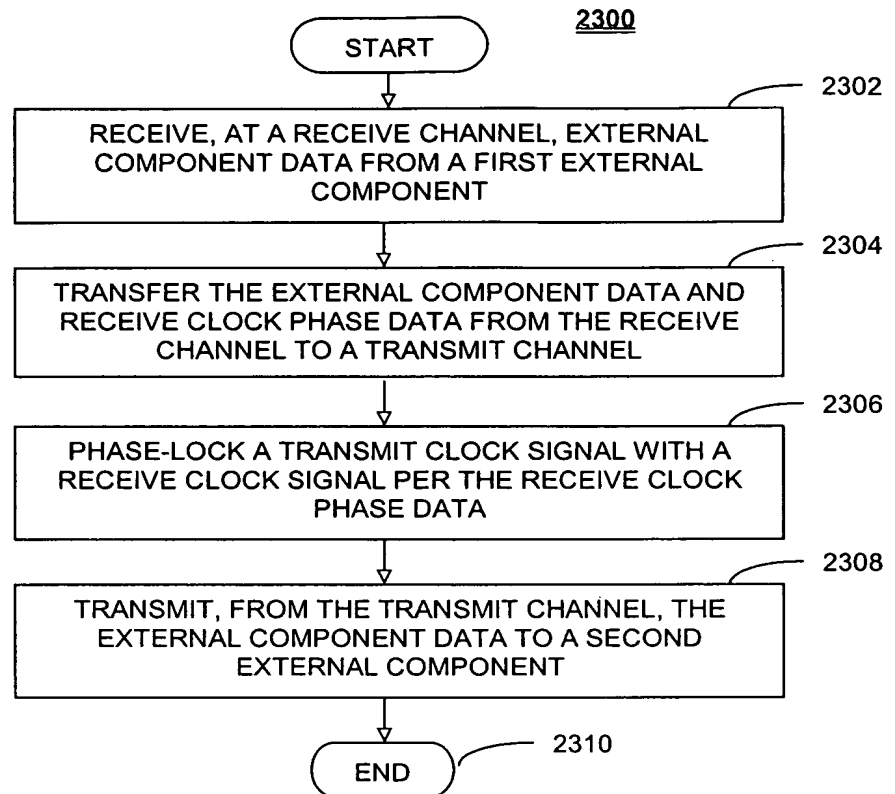 2300
START
2302
RECEIVE, AT A RECEIVE CHANNEL, EXTERNAL
COMPONENT DATA FROM A FIRST EXTERNAL
COMPONENT
2304
TRANSFER THE EXTERNAL COMPONENT DATA AND
RECEIVE CLOCK PHASE DATA FROM THE RECEIVE
CHANNEL TO A TRANSMIT CHANNEL
2306
PHASE-LOCK A TRANSMIT CLOCK SIGNAL WITH A
RECEIVE CLOCK SIGNAL PER THE RECEIVE CLOCK
PHASE DATA
2308
TRANSMIT, FROM THE TRANSMIT CHANNEL, THE
EXTERNAL COMPONENT DATA TO A SECOND
EXTERNAL COMPONENT
2310
END